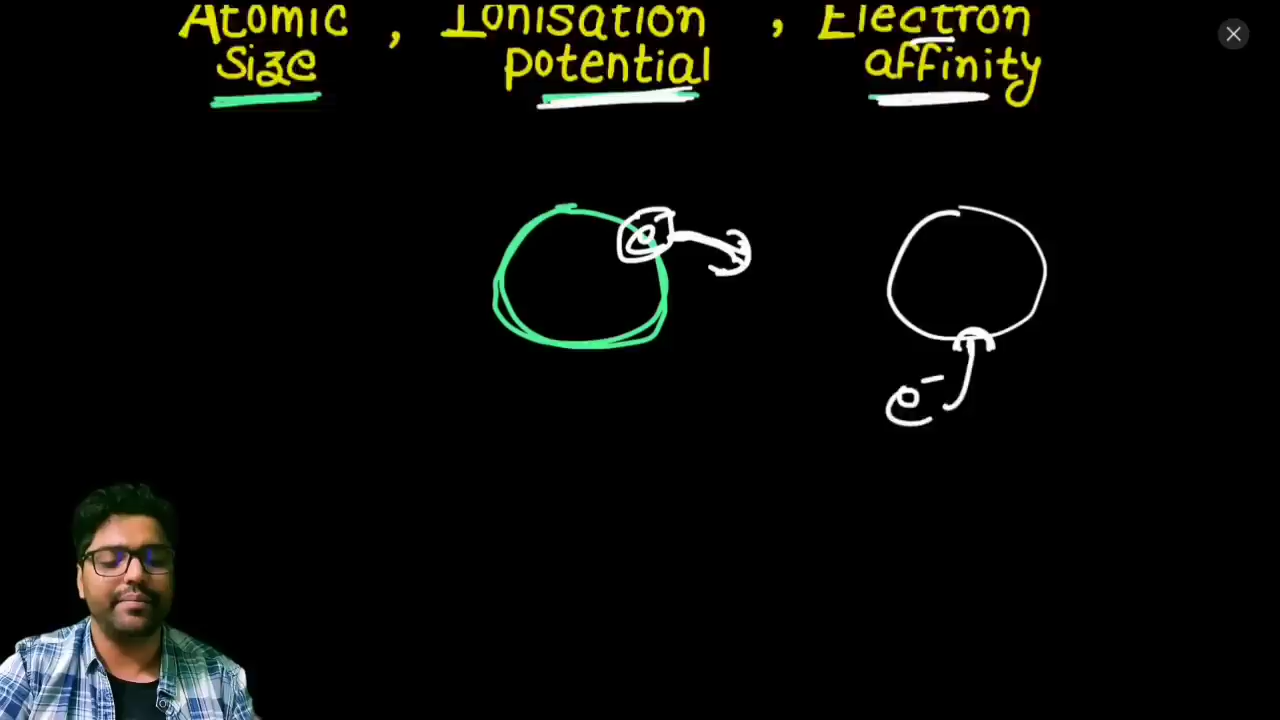 Atomic , Ionisation , Electron
size potential affinity
e⁻